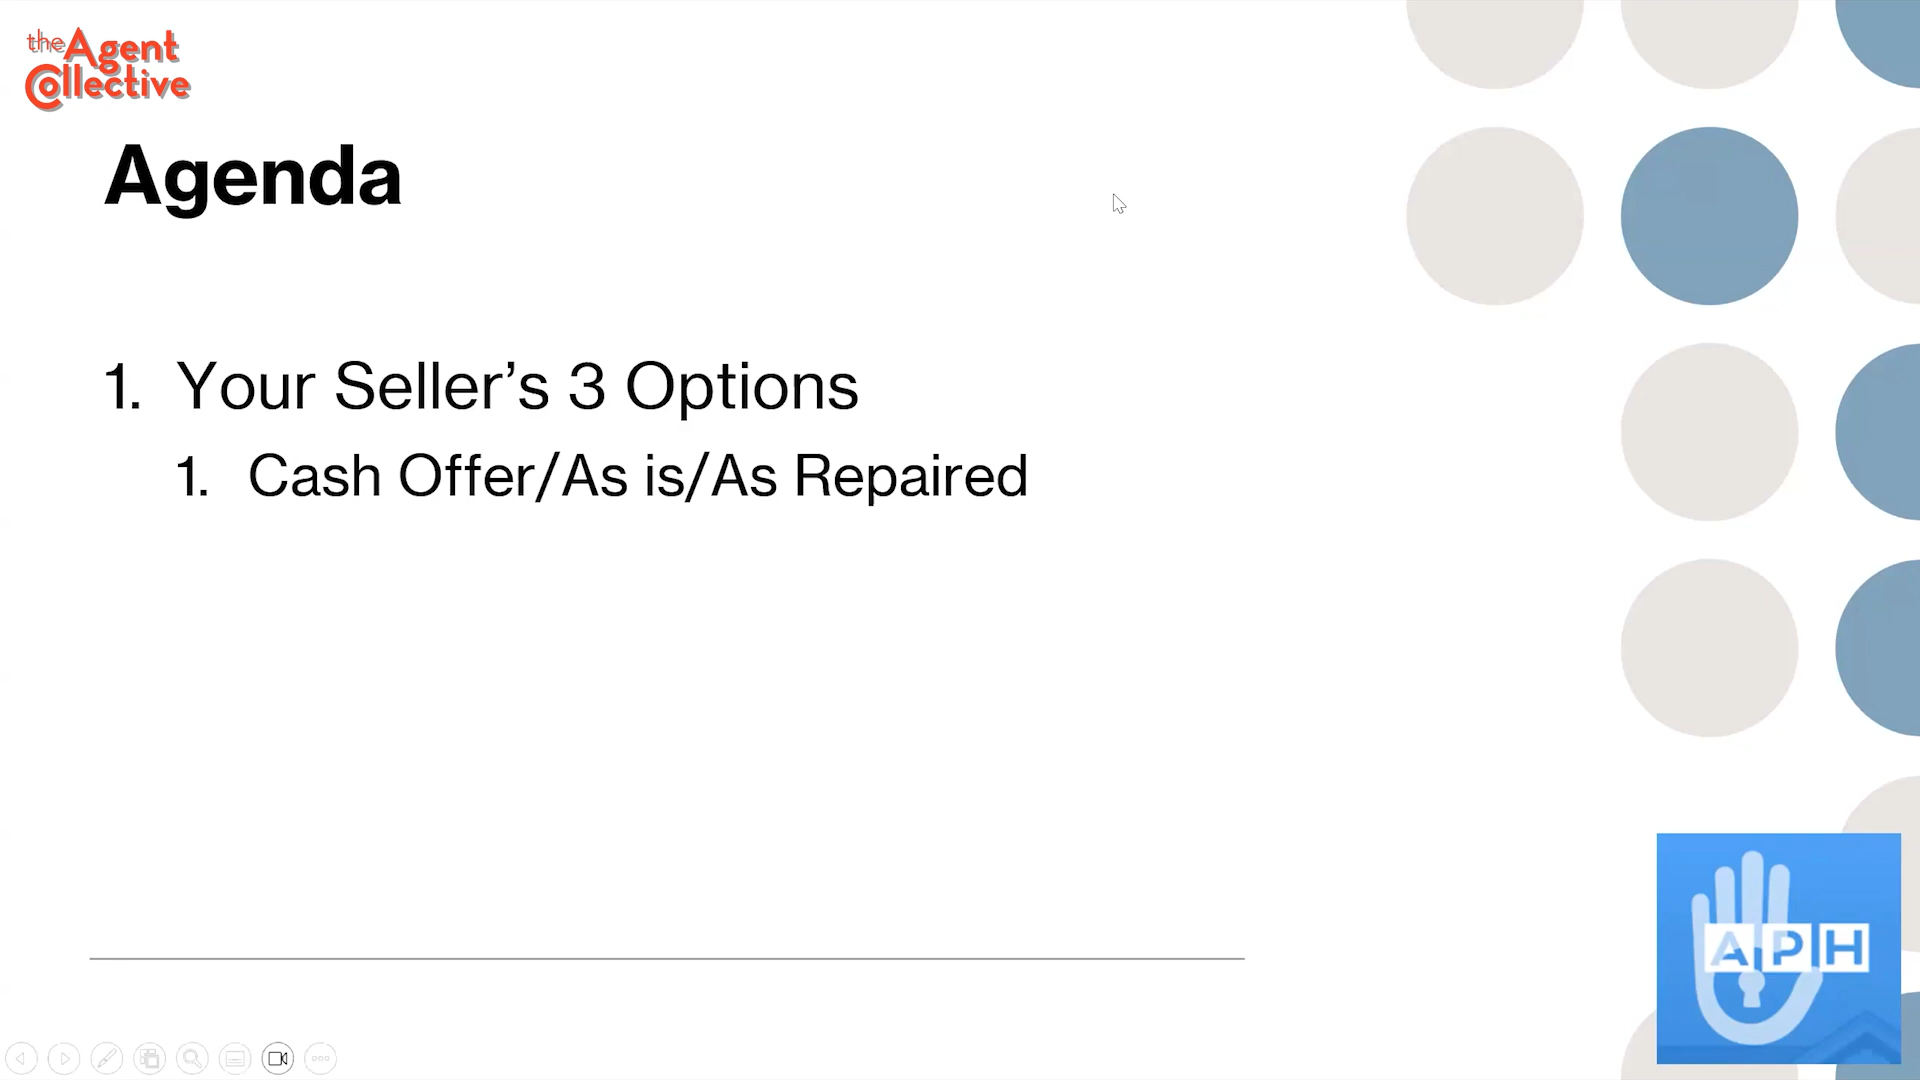 the Agent
Collective
Agenda
1. Your Seller’s 3 Options
1. Cash Offer/As is/As Repaired
APH